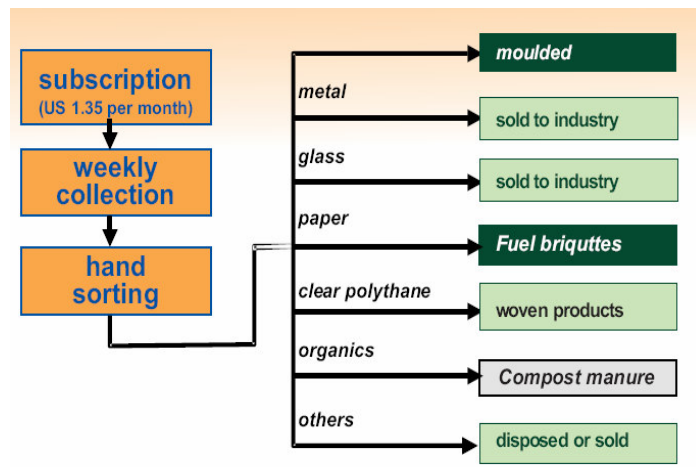 subscription
(US 1.35 per month)
weekly
collection
hand
sorting
moulded
metal
sold to industry
glass
sold to industry
paper
Fuel briquttes
clear polythane
woven products
organics
Compost manure
others
disposed or sold